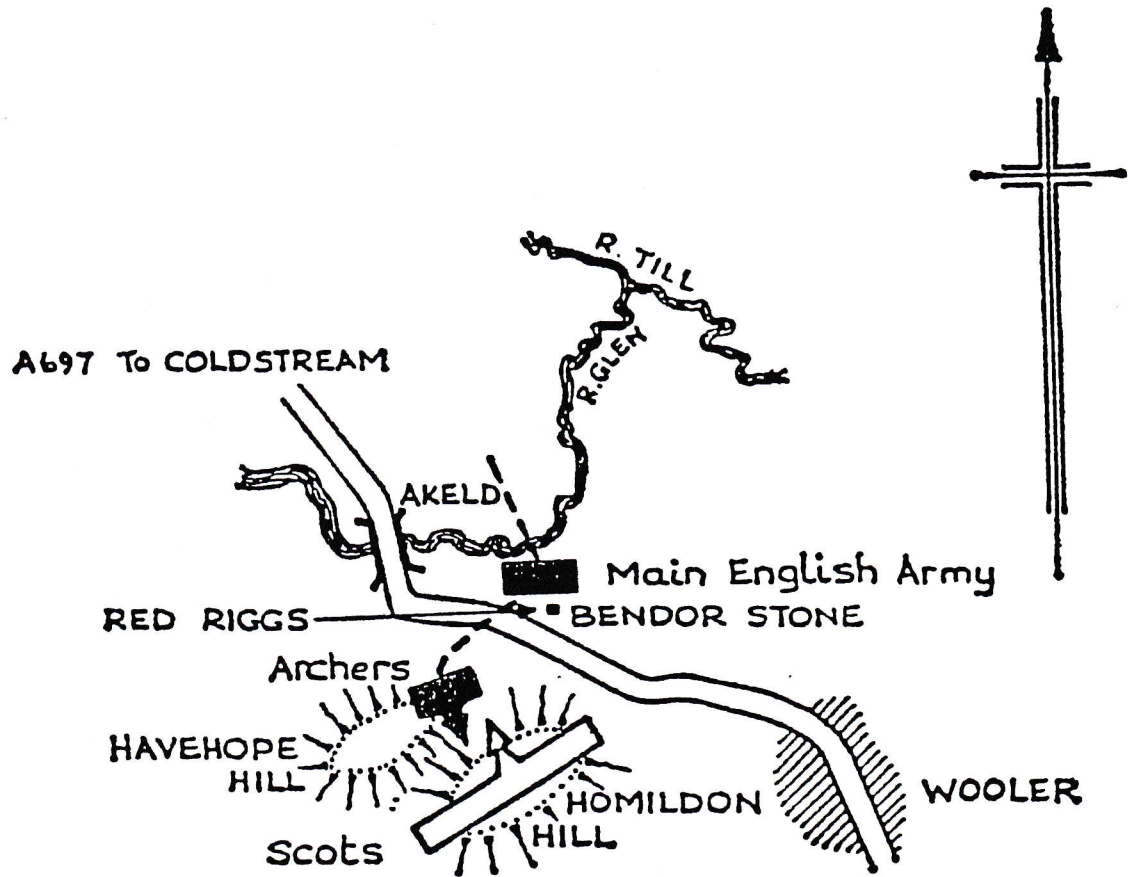 R. TILL
R. GLEN
A697 To COLDSTREAM
AKELD
Main English Army
RED RIGGS
BENDOR STONE
Archers
HAVEHOPE
HILL
HOMILDON
HILL
WOOLER
Scots